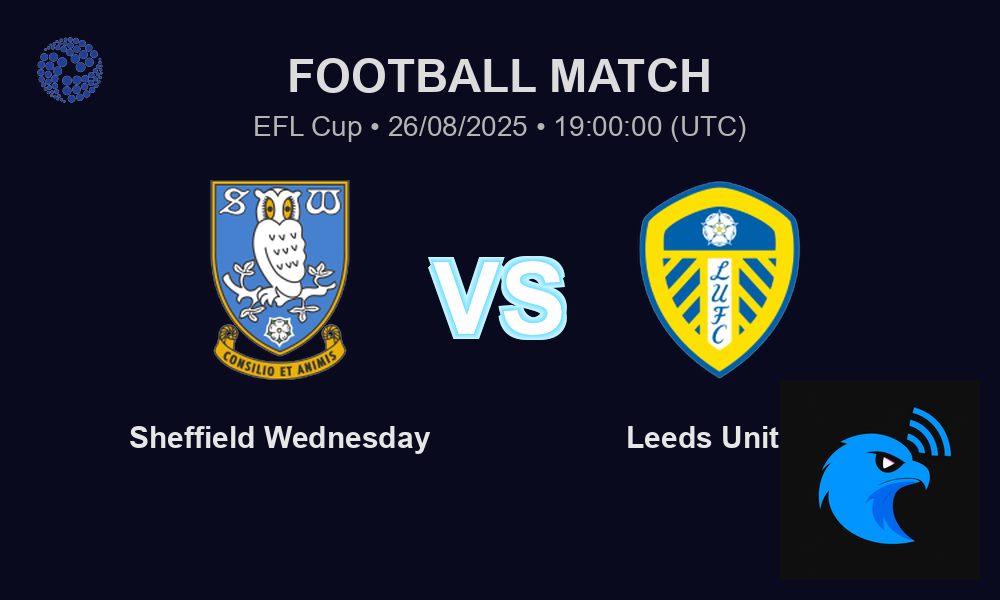 FOOTBALL MATCH
EFL Cup • 26/08/2025 • 19:00:00 (UTC)
S W
CONSILIO ET ANIMIS
LUFC
VS
Sheffield Wednesday
Leeds Unit